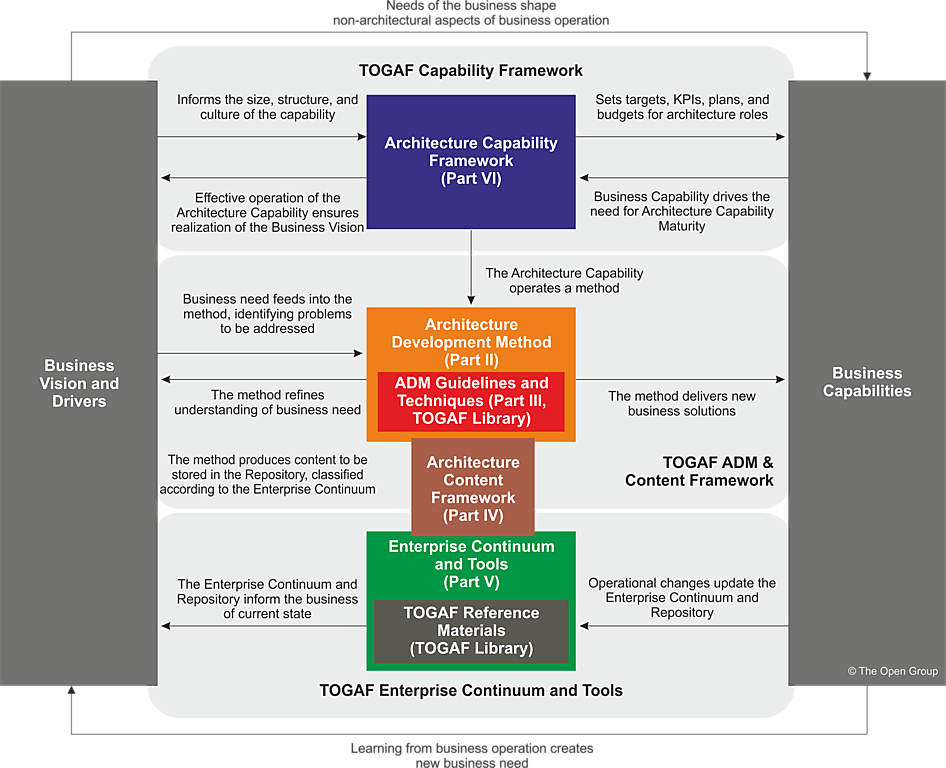 Needs of the business shape
non-architectural aspects of business operation
TOGAF Capability Framework
Informs the size, structure, and
culture of the capability
Sets targets, KPIs, plans, and
budgets for architecture roles
Architecture Capability
Framework
(Part VI)
Effective operation of the
Architecture Capability ensures
realization of the Business Vision
Business Capability drives the
need for Architecture Capability
Maturity
The Architecture Capability
operates a method
Business need feeds into the
method, identifying problems
to be addressed
Architecture
Development Method
(Part II)
Business
Vision and
Drivers
Business
Capabilities
ADM Guidelines and
Techniques (Part III,
TOGAF Library)
The method refines
understanding of business need
The method delivers new
business solutions
The method produces content to be
stored in the Repository, classified
according to the Enterprise Continuum
Architecture
Content
Framework
(Part IV)
TOGAF ADM &
Content Framework
Enterprise Continuum
and Tools
(Part V)
The Enterprise Continuum and
Repository inform the business
of current state
Operational changes update the
Enterprise Continuum and
Repository
TOGAF Reference
Materials
(TOGAF Library)
© The Open Group
TOGAF Enterprise Continuum and Tools
Learning from business operation creates
new business need